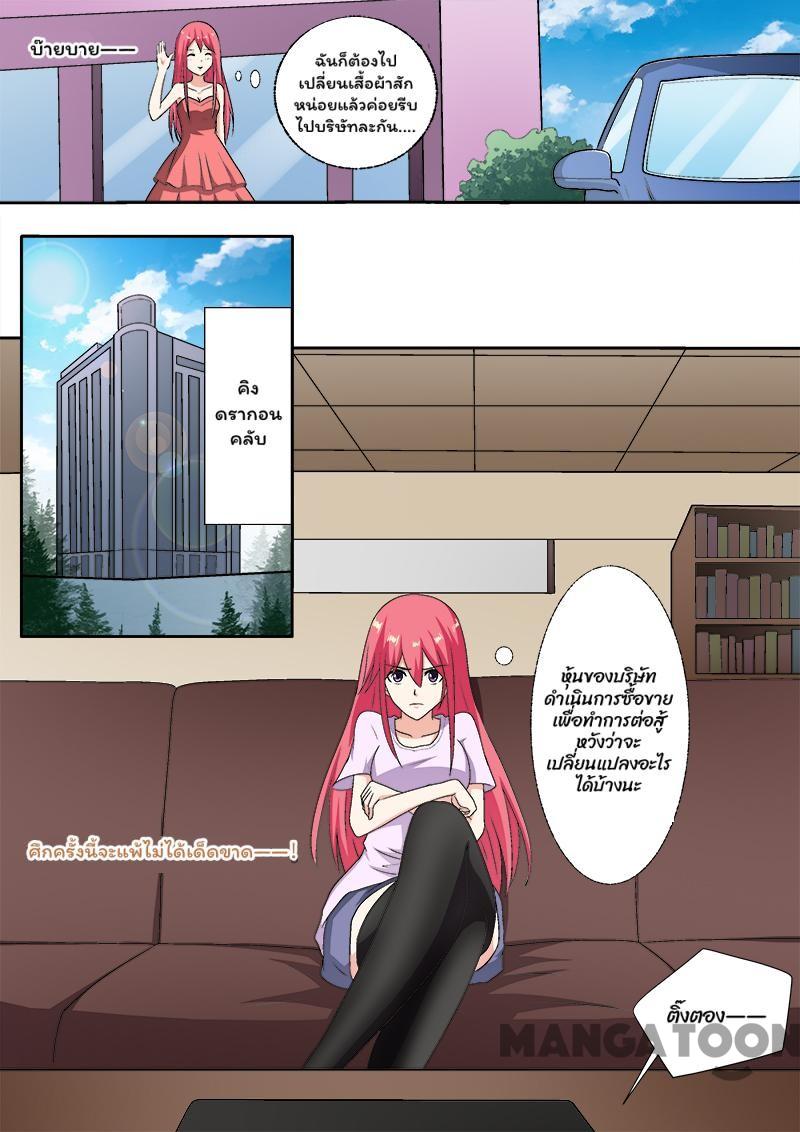 บ๊ายบาย——
ฉันก็ต้องไป
เปลี่ยนเสื้อผ้าสัก
หน่อยแล้วค่อยรีบ
ไปบริษัทละกัน....
คิง
ดรากอน
คลับ
หุ้นของบริษัท
ดำเนินการซื้อขาย
เพื่อทำการต่อสู้
หวังว่าจะ
เปลี่ยนแปลงอะไร
ได้บ้างนะ
ศึกครั้งนี้จะแพ้ไม่ได้เด็ดขาด——!
ติ๊งตอง——
MANGATOON